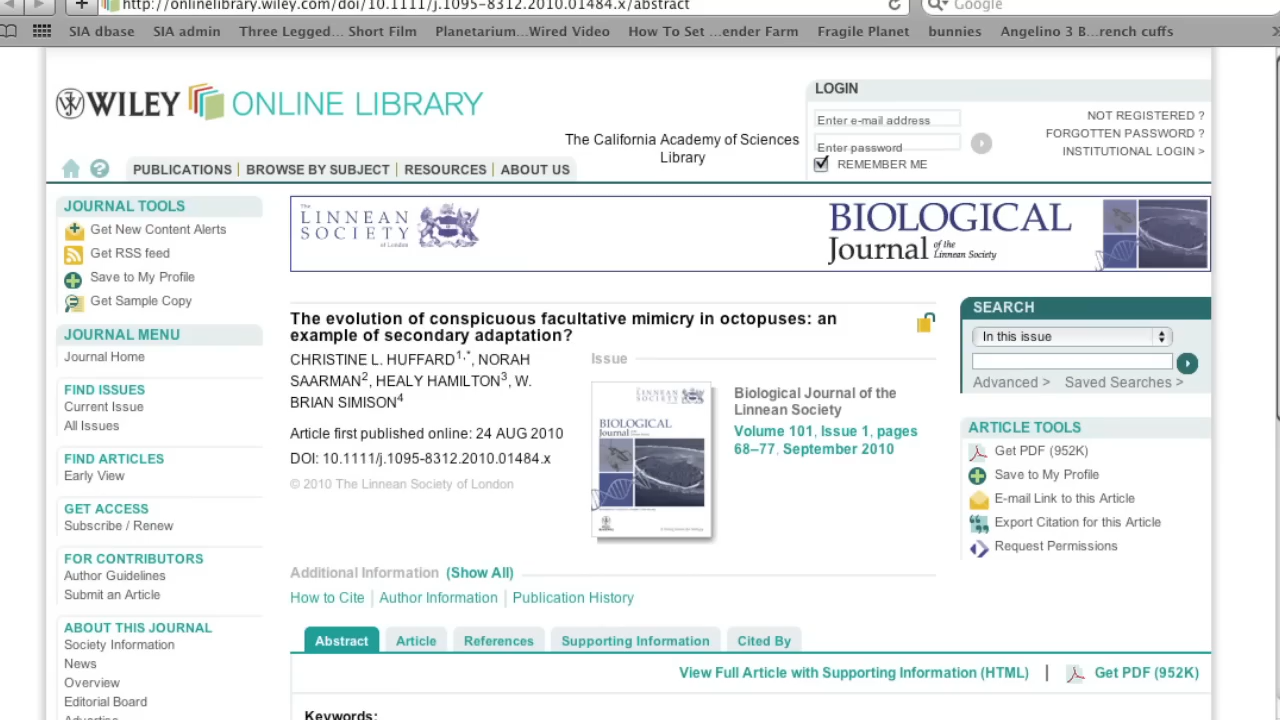 http://onlinelibrary.wiley.com/doi/10.1111/j.1095-8312.2010.01484.x/abstract
Google
SIA dbase
SIA admin
Three Legged... Short Film
Planetarium...Wired Video
How To Set ...ender Farm
Fragile Planet
bunnies
Angelino 3 B...rench cuffs
WILEY ONLINE LIBRARY
The California Academy of Sciences
Library
LOGIN
Enter e-mail address
Enter password
REMEMBER ME
NOT REGISTERED ?
FORGOTTEN PASSWORD ?
INSTITUTIONAL LOGIN >
PUBLICATIONS | BROWSE BY SUBJECT | RESOURCES | ABOUT US
JOURNAL TOOLS
Get New Content Alerts
Get RSS feed
Save to My Profile
Get Sample Copy
JOURNAL MENU
Journal Home
FIND ISSUES
Current Issue
All Issues
FIND ARTICLES
Early View
GET ACCESS
Subscribe / Renew
FOR CONTRIBUTORS
Author Guidelines
Submit an Article
ABOUT THIS JOURNAL
Society Information
News
Overview
Editorial Board
Advertise
The
LINNEAN
SOCIETY
of London
BIOLOGICAL
Journal of the Linnean Society
The evolution of conspicuous facultative mimicry in octopuses: an
example of secondary adaptation?
CHRISTINE L. HUFFARD1,*, NORAH
SAARMAN2, HEALY HAMILTON3, W.
BRIAN SIMISON4
Article first published online: 24 AUG 2010
DOI: 10.1111/j.1095-8312.2010.01484.x
© 2010 The Linnean Society of London
Issue
LINNEAN
SOCIETY
BIOLOGICAL
Journal
Biological Journal of the
Linnean Society
Volume 101, Issue 1, pages
68–77, September 2010
Additional Information (Show All)
How to Cite | Author Information | Publication History
Abstract
Article
References
Supporting Information
Cited By
View Full Article with Supporting Information (HTML) | Get PDF (952K)
Keywords:
SEARCH
In this issue
Advanced > Saved Searches >
ARTICLE TOOLS
Get PDF (952K)
Save to My Profile
E-mail Link to this Article
Export Citation for this Article
Request Permissions